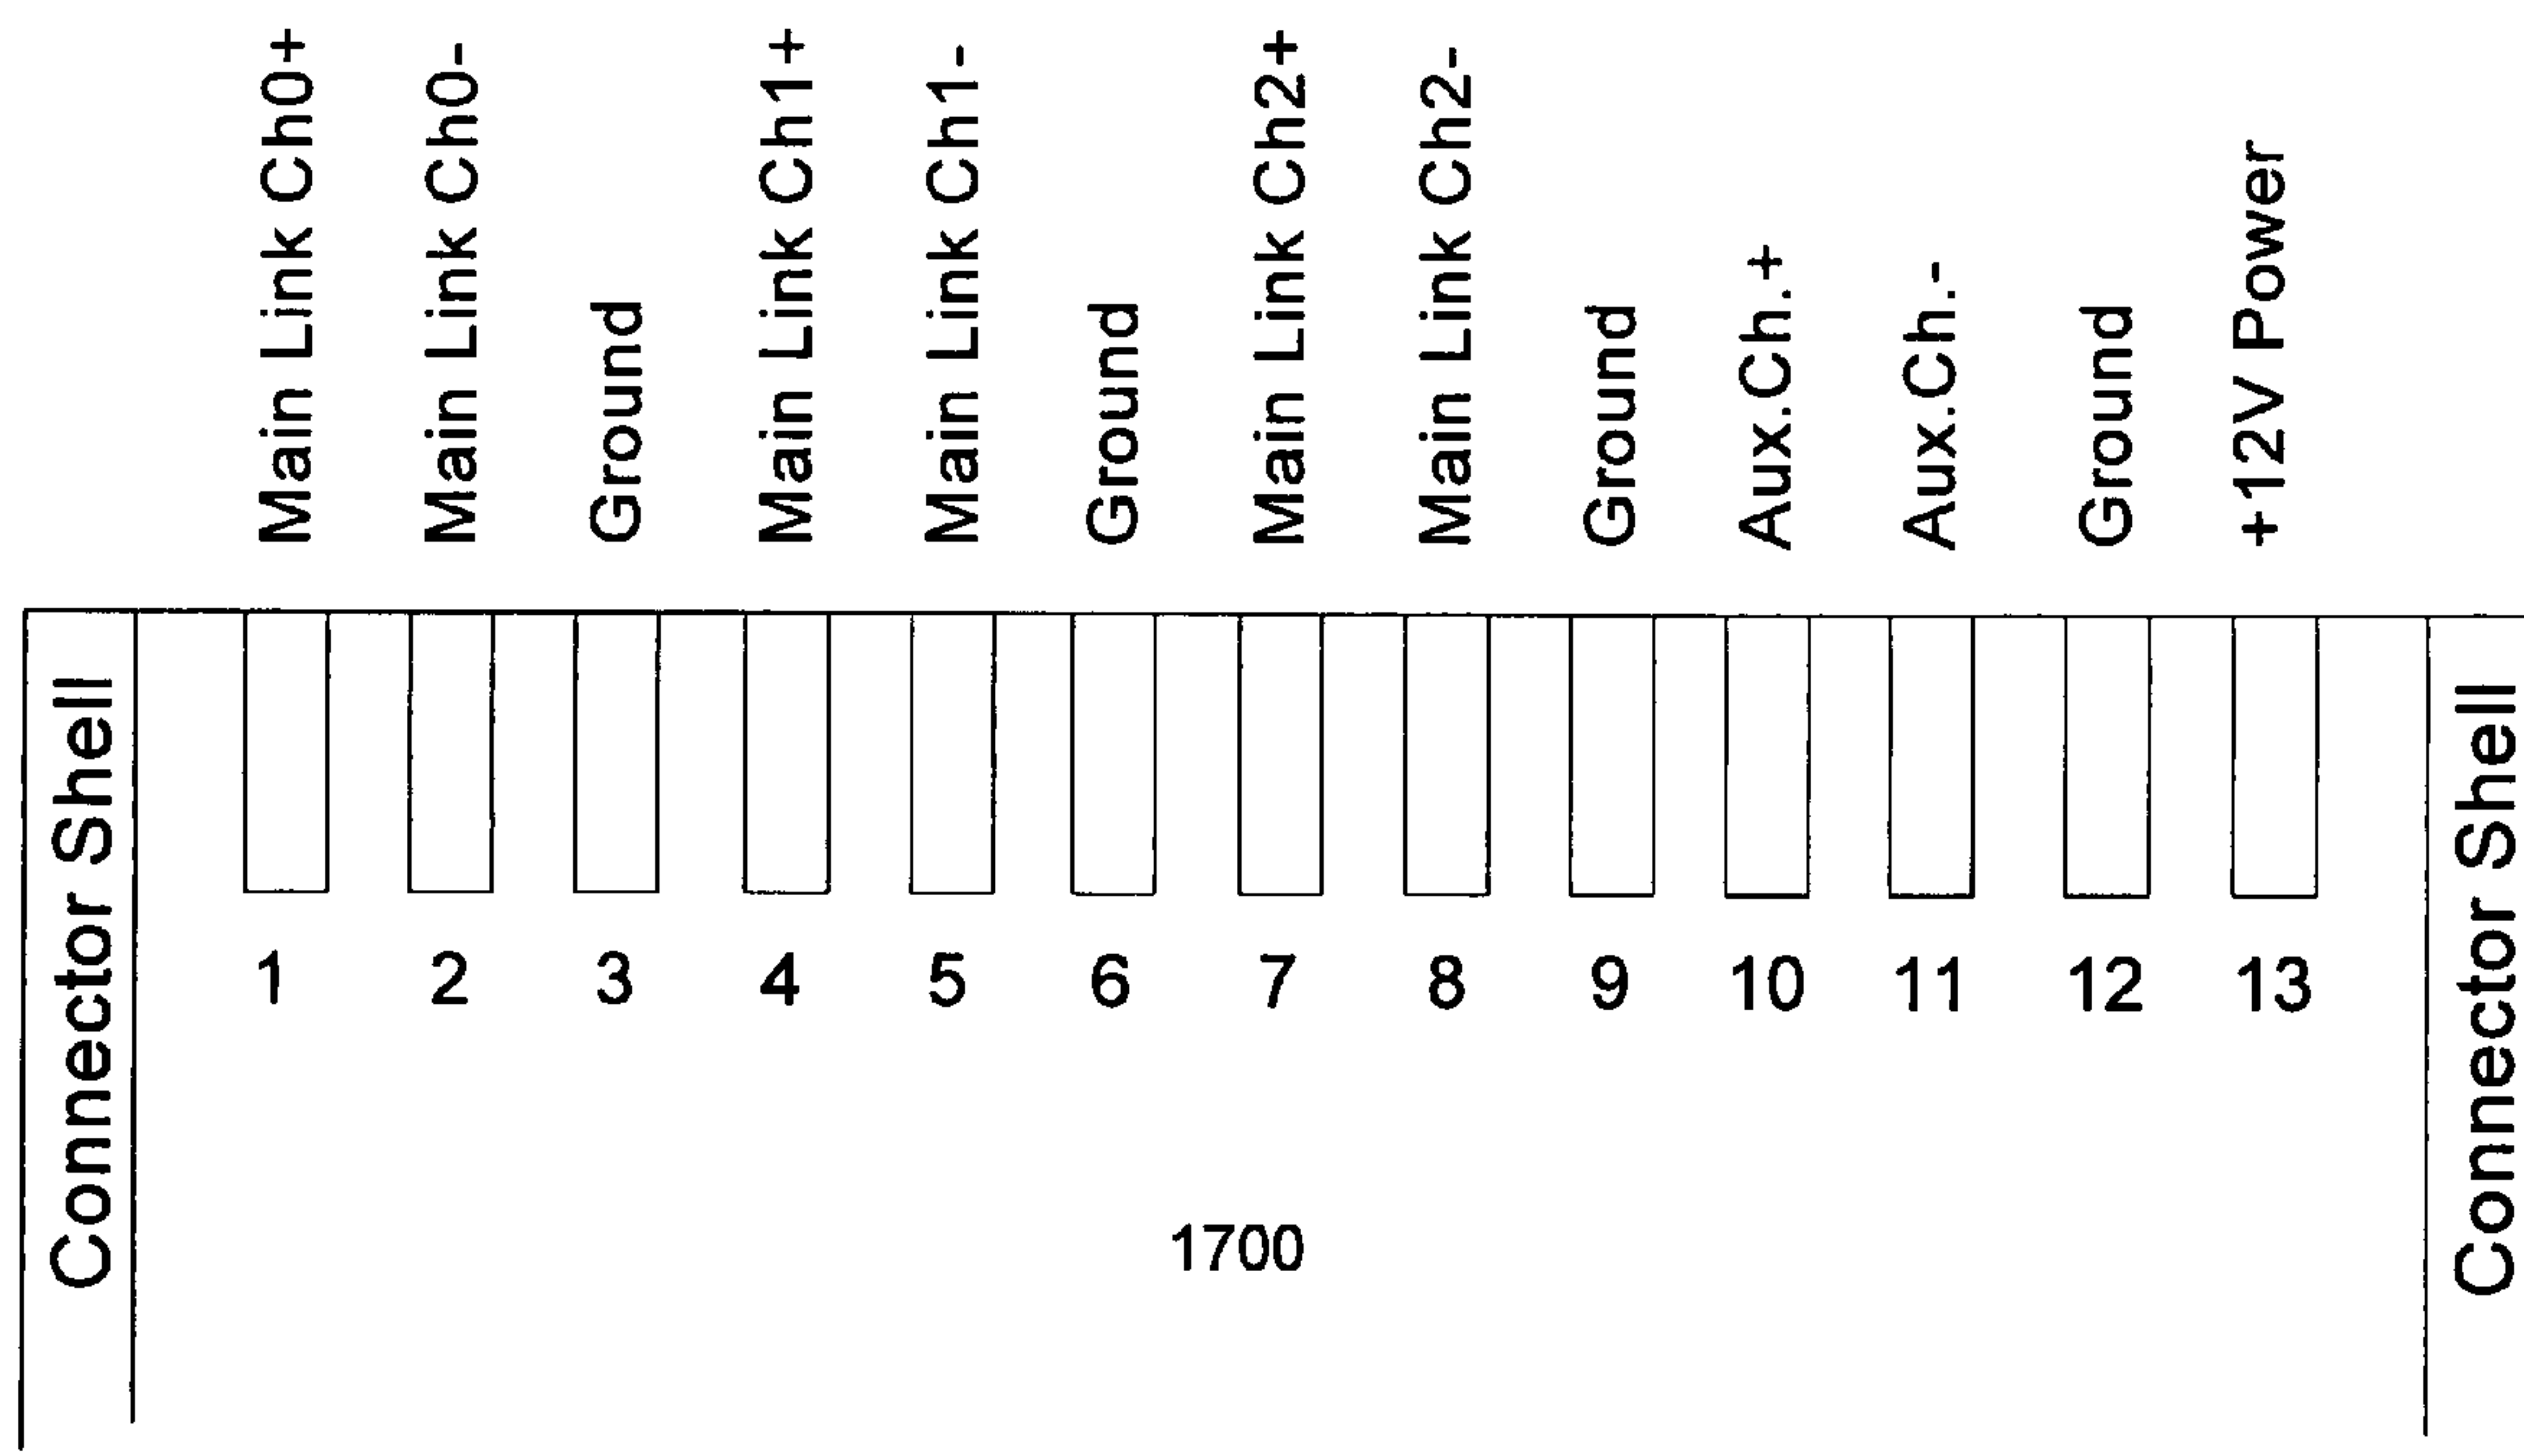 Main Link Ch0+
Main Link Ch0-
Ground
Main Link Ch1+
Main Link Ch1-
Ground
Main Link Ch2+
Main Link Ch2-
Ground
Aux.Ch.+
Aux.Ch.-
Ground
+12V Power
Connector Shell
1 2 3 4 5 6 7 8 9 10 11 12 13
Connector Shell
1700